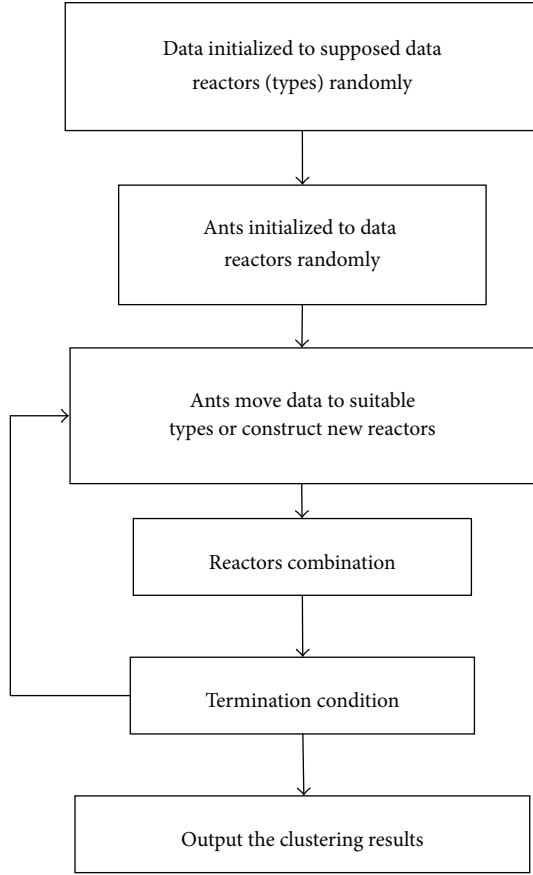 Data initialized to supposed data
reactors (types) randomly
Ants initialized to data
reactors randomly
Ants move data to suitable
types or construct new reactors
Reactors combination
Termination condition
Output the clustering results